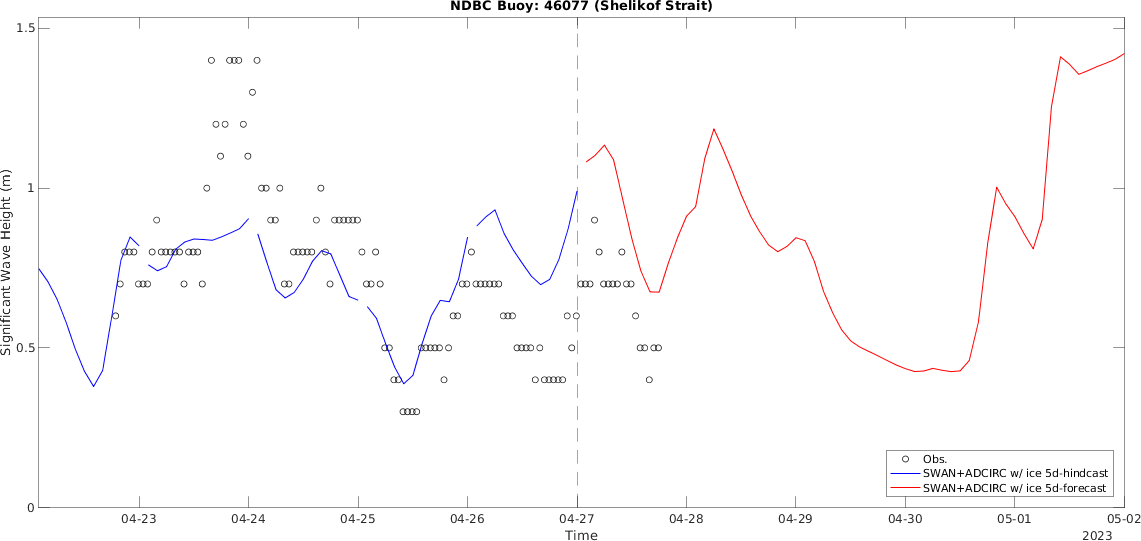 NDBC Buoy: 46077 (Shelikof Strait)
1.5
1
0.5
0
Significant Wave Height (m)
04-23 04-24 04-25 04-26 04-27 04-28 04-29 04-30 05-01 05-02
Time
2023
Obs.
SWAN+ADCIRC w/ ice 5d-hindcast
SWAN+ADCIRC w/ ice 5d-forecast